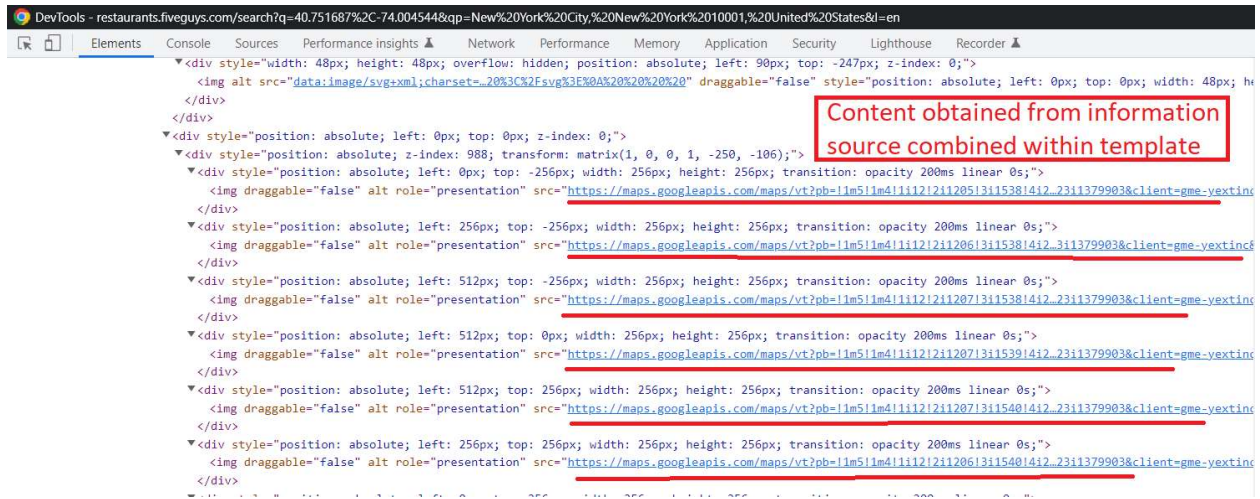 DevTools - restaurants.fiveguys.com/search?q=40.751687%2C-74.004544&qp=New%20York%20City,%20New%20York%2010001,%20United%20States&l=en
Elements Console Sources Performance insights Network Performance Memory Application Security Lighthouse Recorder
▼<div style="width: 48px; height: 48px; overflow: hidden; position: absolute; left: 90px; top: -247px; z-index: 0;">
<img alt src="data:image/svg+xml;charset=…20%3C%2Fsvg%3E%0A%20%20%20%20" draggable="false" style="position: absolute; left: 0px; top: 0px; width: 48px; he
</div>
</div>
Content obtained from information
source combined within template
▼<div style="position: absolute; left: 0px; top: 0px; z-index: 0;">
▼<div style="position: absolute; z-index: 988; transform: matrix(1, 0, 0, 1, -250, -106);">
▼<div style="position: absolute; left: 0px; top: -256px; width: 256px; height: 256px; transition: opacity 200ms linear 0s;">
<img draggable="false" alt role="presentation" src="https://maps.googleapis.com/maps/vt?pb=!1m5!1m4!1i12!2i1205!3i1538!4i2…23i1379903&client=gme-yextinc
</div>
▼<div style="position: absolute; left: 256px; top: -256px; width: 256px; height: 256px; transition: opacity 200ms linear 0s;">
<img draggable="false" alt role="presentation" src="https://maps.googleapis.com/maps/vt?pb=!1m5!1m4!1i12!2i1206!3i1538!4i2…3i1379903&client=gme-yextinc&
</div>
▼<div style="position: absolute; left: 512px; top: -256px; width: 256px; height: 256px; transition: opacity 200ms linear 0s;">
<img draggable="false" alt role="presentation" src="https://maps.googleapis.com/maps/vt?pb=!1m5!1m4!1i12!2i1207!3i1538!4i2…23i1379903&client=gme-yextinc
</div>
▼<div style="position: absolute; left: 512px; top: 0px; width: 256px; height: 256px; transition: opacity 200ms linear 0s;">
<img draggable="false" alt role="presentation" src="https://maps.googleapis.com/maps/vt?pb=!1m5!1m4!1i12!2i1207!3i1539!4i2…23i1379903&client=gme-yextinc
</div>
▼<div style="position: absolute; left: 512px; top: 256px; width: 256px; height: 256px; transition: opacity 200ms linear 0s;">
<img draggable="false" alt role="presentation" src="https://maps.googleapis.com/maps/vt?pb=!1m5!1m4!1i12!2i1207!3i1540!4i2…23i1379903&client=gme-yextinc
</div>
▼<div style="position: absolute; left: 256px; top: 256px; width: 256px; height: 256px; transition: opacity 200ms linear 0s;">
<img draggable="false" alt role="presentation" src="https://maps.googleapis.com/maps/vt?pb=!1m5!1m4!1i12!2i1206!3i1540!4i2…23i1379903&client=gme-yextinc
</div>